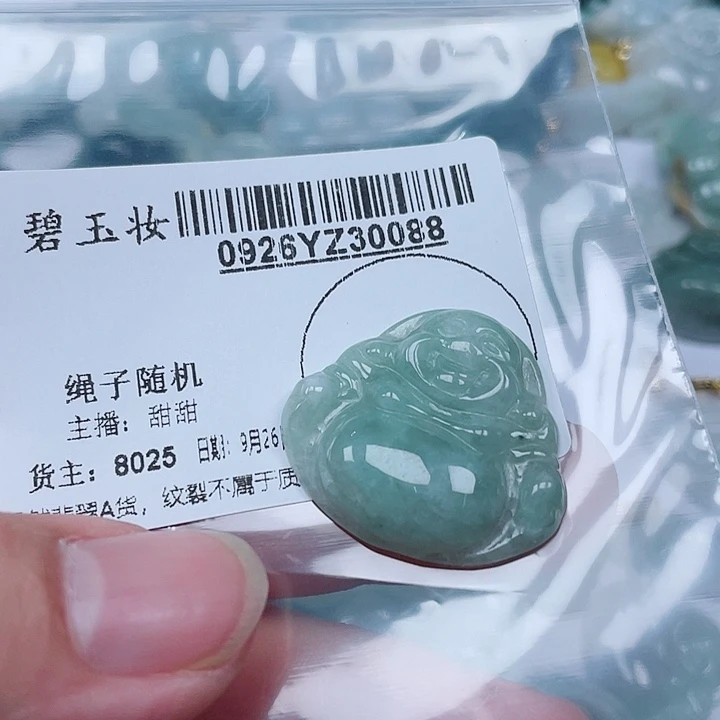 碧玉妆
0926YZ30088
绳子随机
主播：甜甜
货主：8025 日期：9月26
翡翠A货，纹裂不属于质